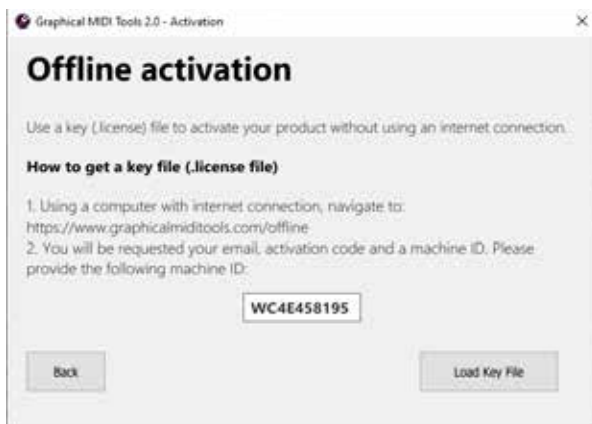 Graphical MIDI Tools 2.0 - Activation
Offline activation
Use a key (.license) file to activate your product without using an internet connection.
How to get a key file (.license file)
1. Using a computer with internet connection, navigate to:
https://www.graphicalmiditools.com/offline
2. You will be requested your email, activation code and a machine ID. Please
provide the following machine ID:
WC4E458195
Back
Load Key File